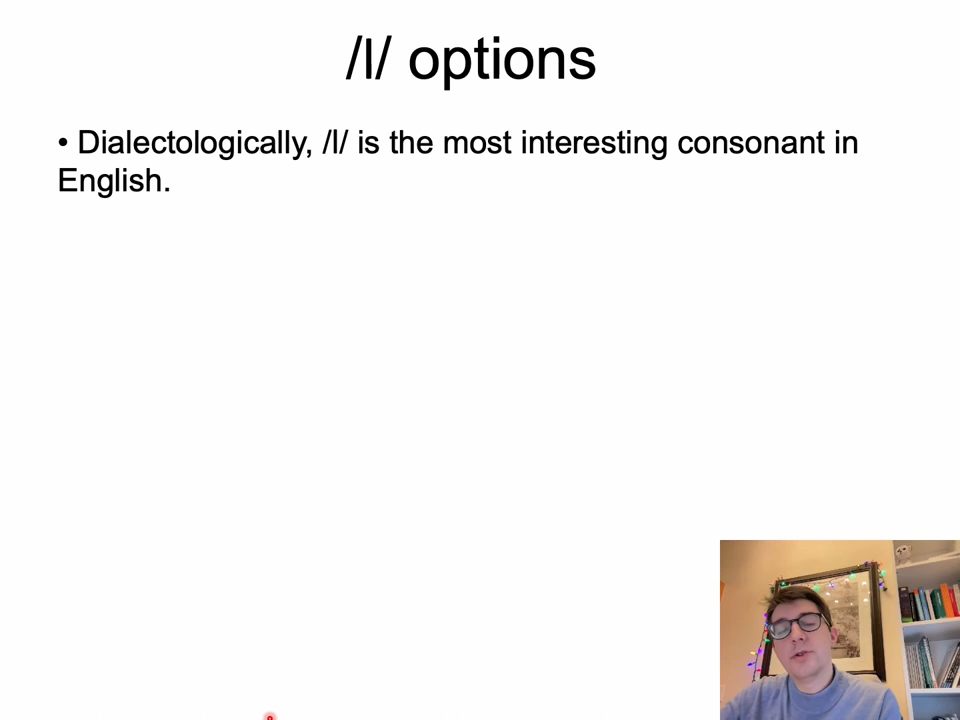 /l/ options
• Dialectologically, /l/ is the most interesting consonant in
English.